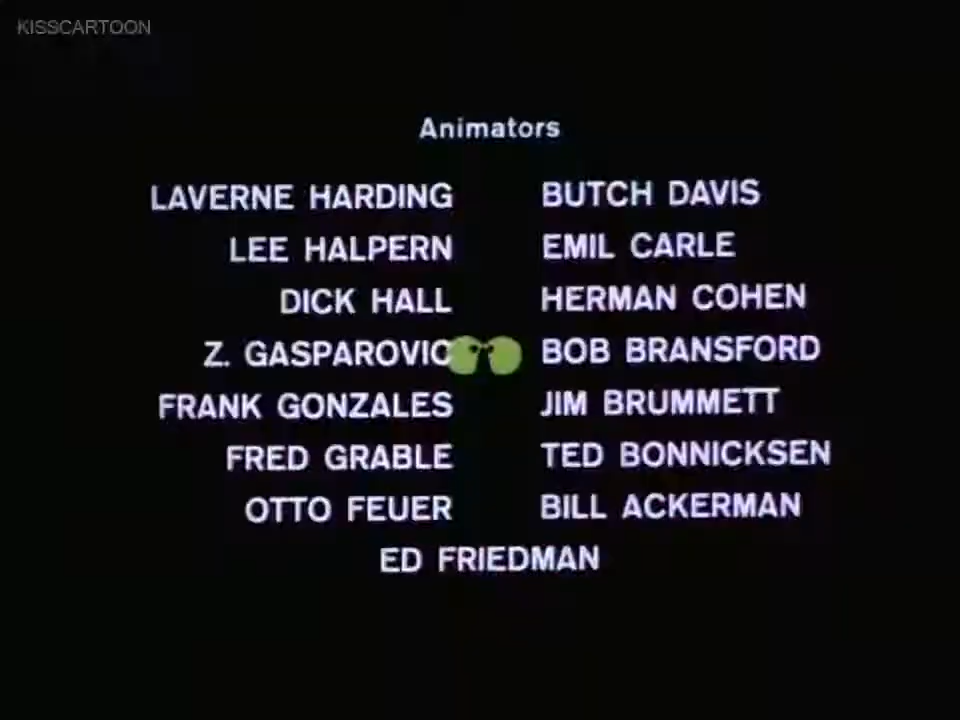 KISSCARTOON
Animators
LAVERNE HARDING BUTCH DAVIS
LEE HALPERN EMIL CARLE
DICK HALL HERMAN COHEN
Z. GASPAROVIC BOB BRANSFORD
FRANK GONZALES JIM BRUMMETT
FRED GRABLE TED BONNICKSEN
OTTO FEUER BILL ACKERMAN
ED FRIEDMAN